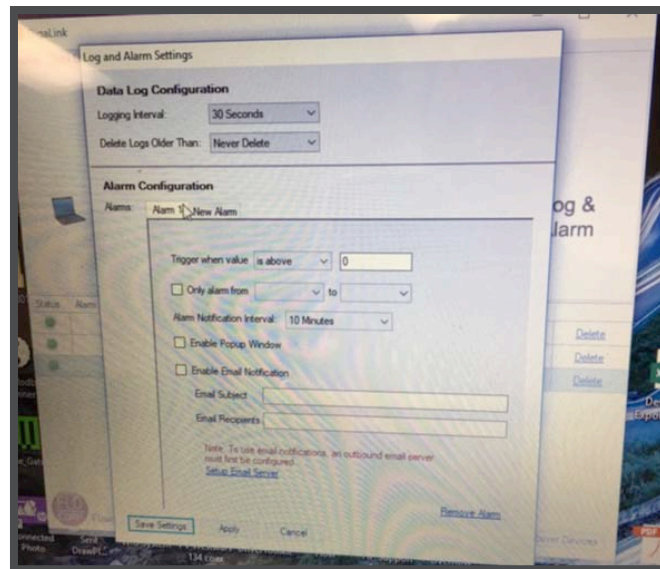 Log and Alarm Settings
Data Log Configuration
Logging Interval: 30 Seconds
Delete Logs Older Than: Never Delete
Alarm Configuration
Alarms: Alarm 1 New Alarm
og &
larm
Trigger when value is above 0
Only alarm from to
Alarm Notification Interval: 10 Minutes
Status Alarm
Enable Popup Window
Delete
Delete
Enable Email Notification
Delete
Email Subject
Email Recipients
Note: To use email notifications, an outbound email server
must first be configured.
Setup Email Server
Remove Alarm
Save Settings Apply Cancel
PDF
Photo